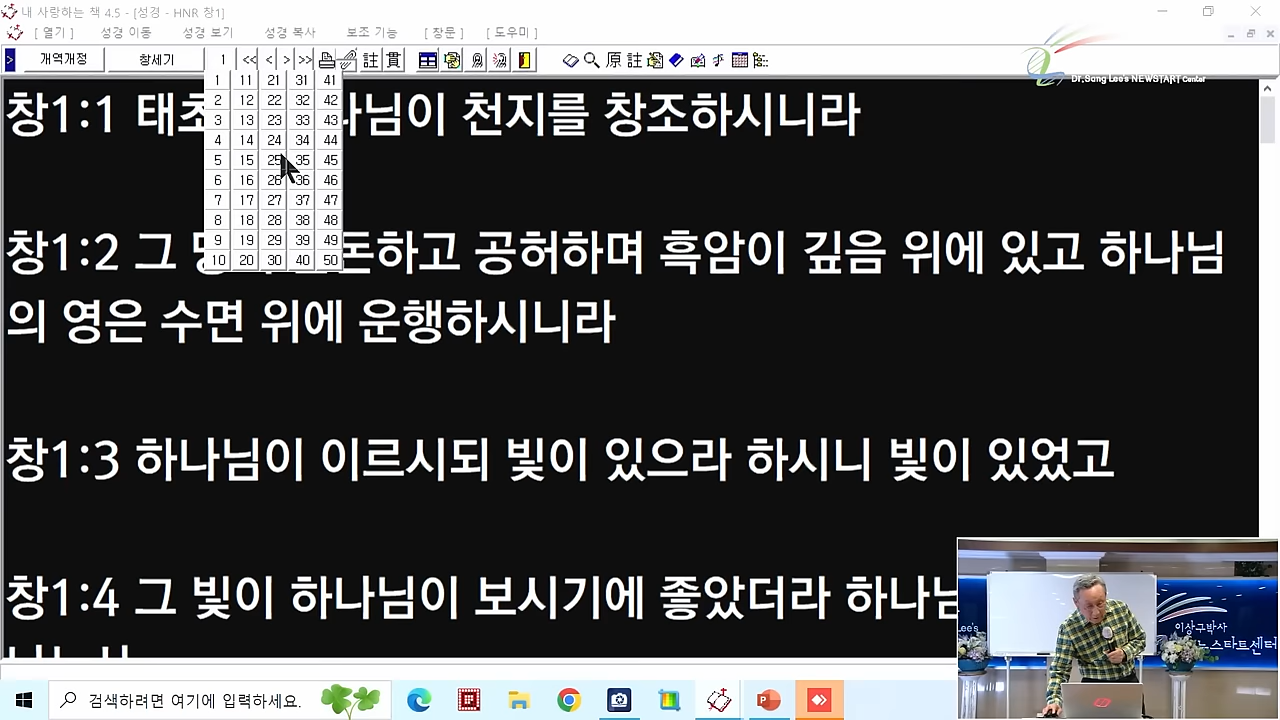 내 사랑하는 책 4.5 - [성경 - HNR 창1]
[ 열기 ] 성경 이동 성경 보기 성경 복사 보조 기능 [ 창문 ] [ 도우미 ]
> 개역개정 창세기 1 << < > >> 註 貫 原 註
Dr.Sang Lee's NEWSTART Center
1 11 21 31 41
2 12 22 32 42
3 13 23 33 43
4 14 24 34 44
5 15 25 35 45
6 16 26 36 46
7 17 27 37 47
8 18 28 38 48
9 19 29 39 49
10 20 30 40 50
창1:1 태초 나님이 천지를 창조하시니라
창1:2 그 돈하고 공허하며 흑암이 깊음 위에 있고 하나님
의 영은 수면 위에 운행하시니라
창1:3 하나님이 이르시되 빛이 있으라 하시니 빛이 있었고
창1:4 그 빛이 하나님이 보시기에 좋았더라 하나님
Lee's
이상구박사
뉴스타트센터
검색하려면 여기에 입력하세요.